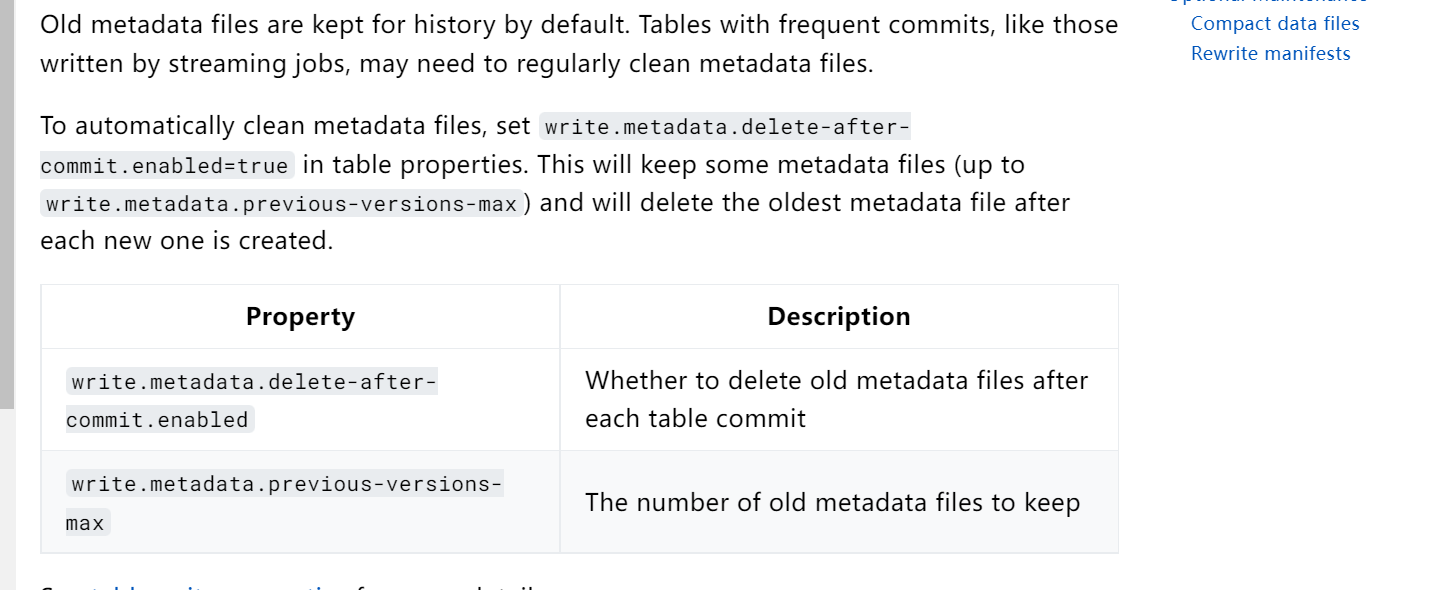 Old metadata files are kept for history by default. Tables with frequent commits, like those
written by streaming jobs, may need to regularly clean metadata files.
To automatically clean metadata files, set write.metadata.delete-after-
commit.enabled=true in table properties. This will keep some metadata files (up to
write.metadata.previous-versions-max) and will delete the oldest metadata file after
each new one is created.
Property
Description
write.metadata.delete-after-
commit.enabled
Whether to delete old metadata files after
each table commit
write.metadata.previous-versions-
max
The number of old metadata files to keep
Compact data files
Rewrite manifests